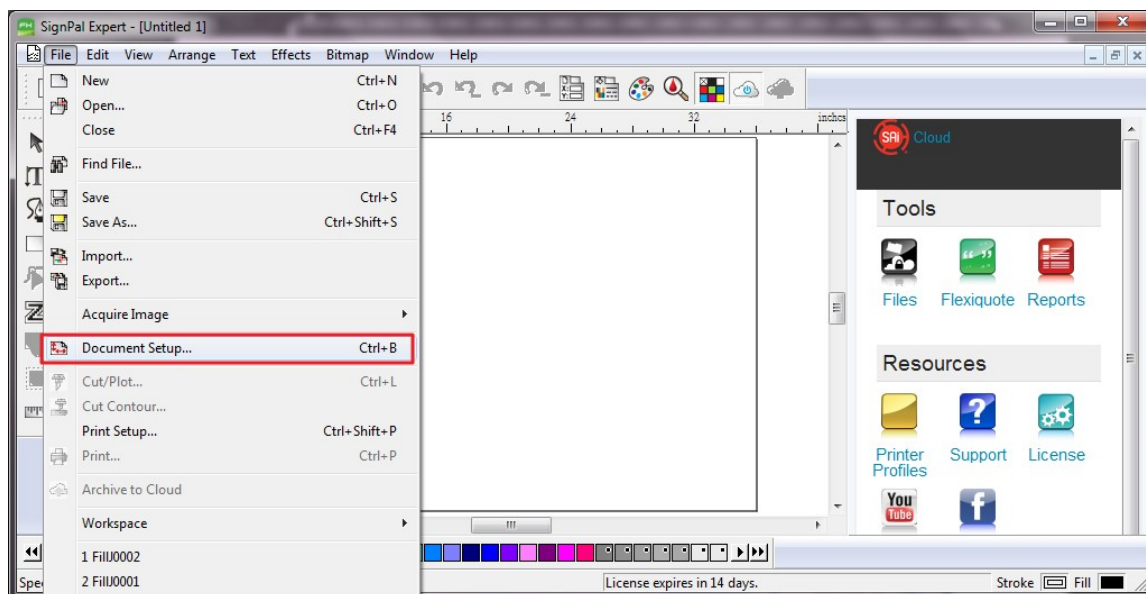 SignPal Expert - [Untitled 1]
File Edit View Arrange Text Effects Bitmap Window Help
New Ctrl+N
Open... Ctrl+O
Close Ctrl+F4
Find File...
Save Ctrl+S
Save As... Ctrl+Shift+S
Import...
Export...
Acquire Image
Document Setup... Ctrl+B
Cut/Plot... Ctrl+L
Cut Contour...
Print Setup... Ctrl+Shift+P
Print... Ctrl+P
Archive to Cloud
Workspace
1 FillJ0002
2 FillJ0001
16 24 32 inches
SAi Cloud
Tools
Files Flexiquote Reports
Resources
Printer Profiles Support License
You Tube f
Spe
License expires in 14 days.
Stroke Fill